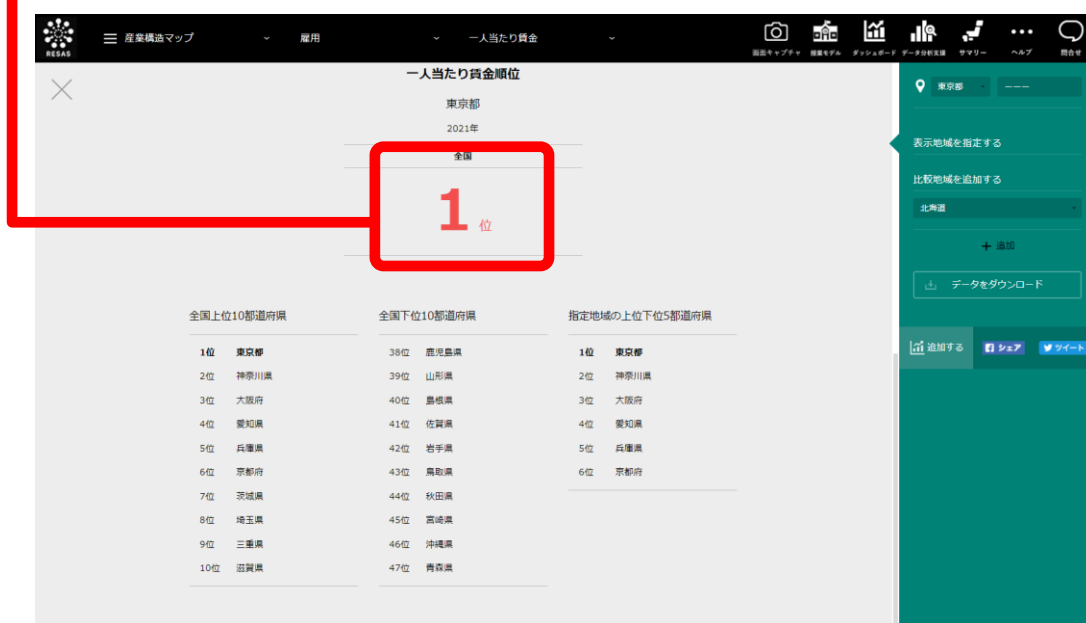 RESAS
産業構造マップ
雇用
一人当たり賃金
画面キャプチャ
授業モデル
ダッシュボード
データ分析支援
サマリー
ヘルプ
問合せ
一人当たり賃金順位
東京都
2021年
全国
1 位
全国上位10都道府県
1位 東京都
2位 神奈川県
3位 大阪府
4位 愛知県
5位 兵庫県
6位 京都府
7位 茨城県
8位 埼玉県
9位 三重県
10位 滋賀県
全国下位10都道府県
38位 鹿児島県
39位 山形県
40位 島根県
41位 佐賀県
42位 岩手県
43位 鳥取県
44位 秋田県
45位 宮崎県
46位 沖縄県
47位 青森県
指定地域の上位下位5都道府県
1位 東京都
2位 神奈川県
3位 大阪府
4位 愛知県
5位 兵庫県
6位 京都府
東京都 ---
表示地域を指定する
比較地域を追加する
北海道
+ 追加
データをダウンロード
追加する
シェア
ツイート